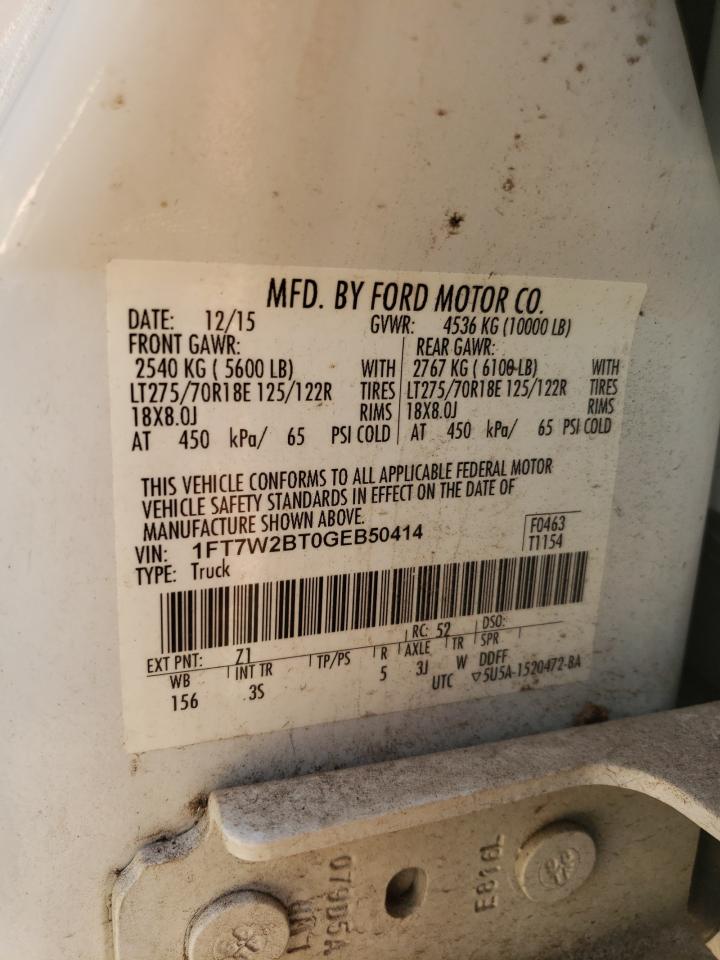 MFD. BY FORD MOTOR CO.
DATE: 12/15 GVWR: 4536 KG (10000 LB)
FRONT GAWR: REAR GAWR:
2540 KG ( 5600 LB) WITH 2767 KG ( 6100 LB) WITH
LT275/70R18E 125/122R TIRES LT275/70R18E 125/122R TIRES
18X8.0J RIMS 18X8.0J RIMS
AT 450 kPa/ 65 PSI COLD AT 450 kPa/ 65 PSI COLD
THIS VEHICLE CONFORMS TO ALL APPLICABLE FEDERAL MOTOR
VEHICLE SAFETY STANDARDS IN EFFECT ON THE DATE OF
MANUFACTURE SHOWN ABOVE.
VIN: 1FT7W2BT0GEB50414 F0463
TYPE: Truck T1154
EXT PNT: Z1 RC: 52 DSO:
WB INT TR TP/PS R AXLE TR SPR
156 3S 5 3J W DDFF
UTC ▽5U5A-1520472-BA